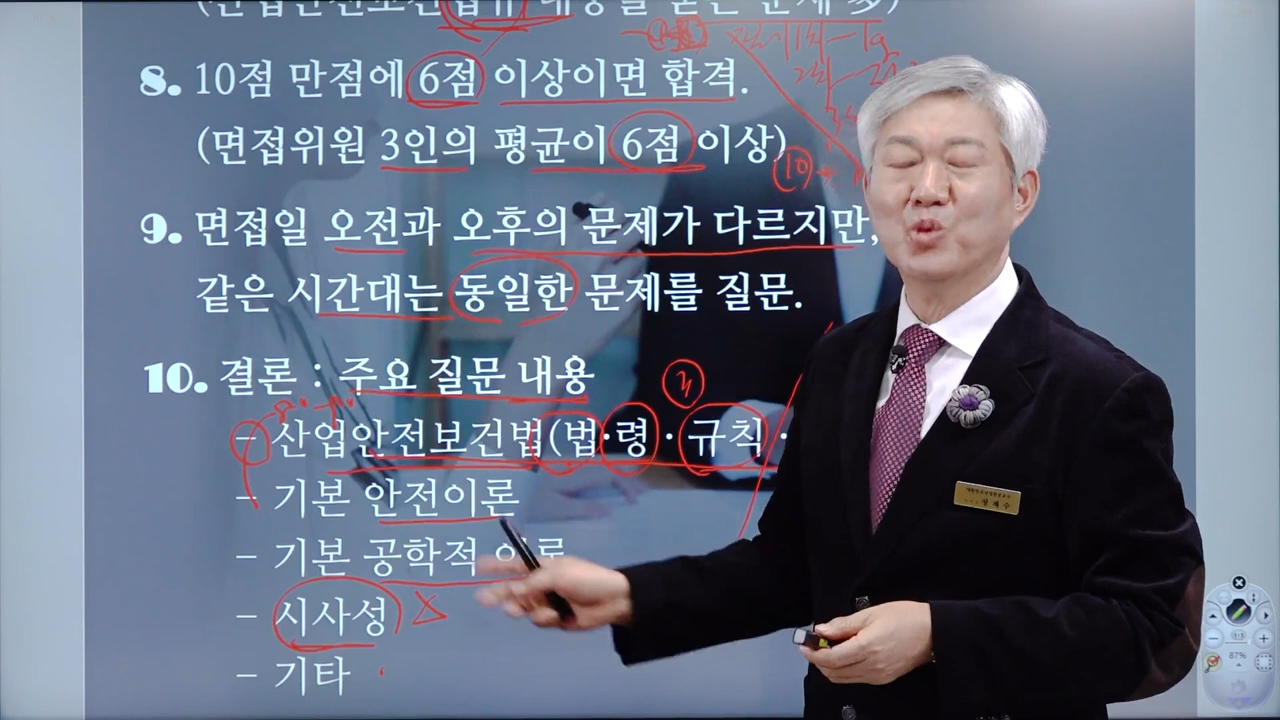 8. 10점 만점에 6점 이상이면 합격.
(면접위원 3인의 평균이 6점 이상)
9. 면접일 오전과 오후의 문제가 다르지만,
같은 시간대는 동일한 문제를 질문.
10. 결론 : 주요 질문 내용
- 산업안전보건법(법·령·규칙·
- 기본 안전이론
- 기본 공학적 이론
- 시사성
- 기타
③
⑩
87%